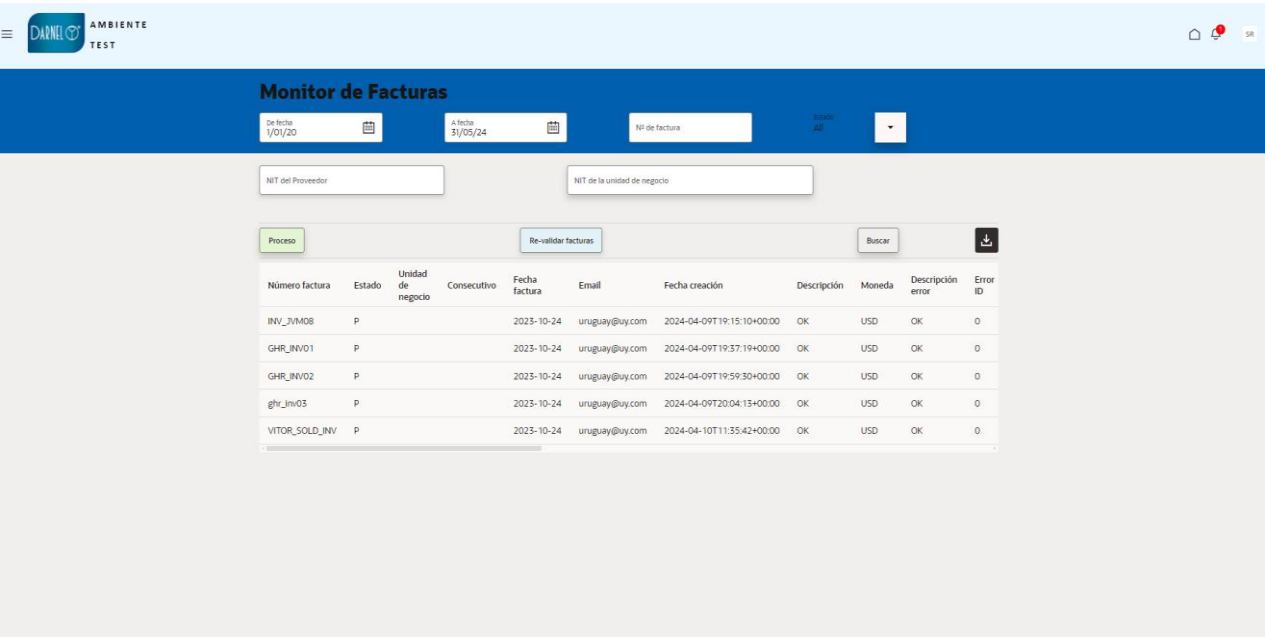 DARNEL
AMBIENTE
TEST
1
SR
Monitor de Facturas
De fecha
1/01/20
A fecha
31/05/24
Nº de factura
Estado
All
NIT del Proveedor
NIT de la unidad de negocio
Proceso
Re-validar facturas
Buscar
Número factura Estado Unidad de negocio Consecutivo Fecha factura Email Fecha creación Descripción Moneda Descripción error Error ID
INV_JVM08 P 2023-10-24 uruguay@uy.com 2024-04-09T19:15:10+00:00 OK USD OK 0
GHR_INV01 P 2023-10-24 uruguay@uy.com 2024-04-09T19:37:19+00:00 OK USD OK 0
GHR_INV02 P 2023-10-24 uruguay@uy.com 2024-04-09T19:59:30+00:00 OK USD OK 0
ghr_inv03 P 2023-10-24 uruguay@uy.com 2024-04-09T20:04:13+00:00 OK USD OK 0
VITOR_SOLD_INV P 2023-10-24 uruguay@uy.com 2024-04-10T11:35:42+00:00 OK USD OK 0